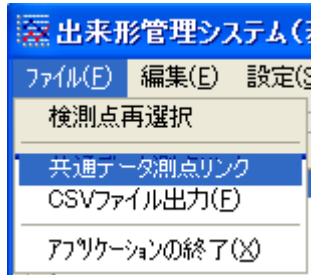 出来形管理システム(
ファイル(F) 編集(E) 設定(S
検測点再選択
共通データ測点リンク
CSVファイル出力(F)
アプリケーションの終了(X)